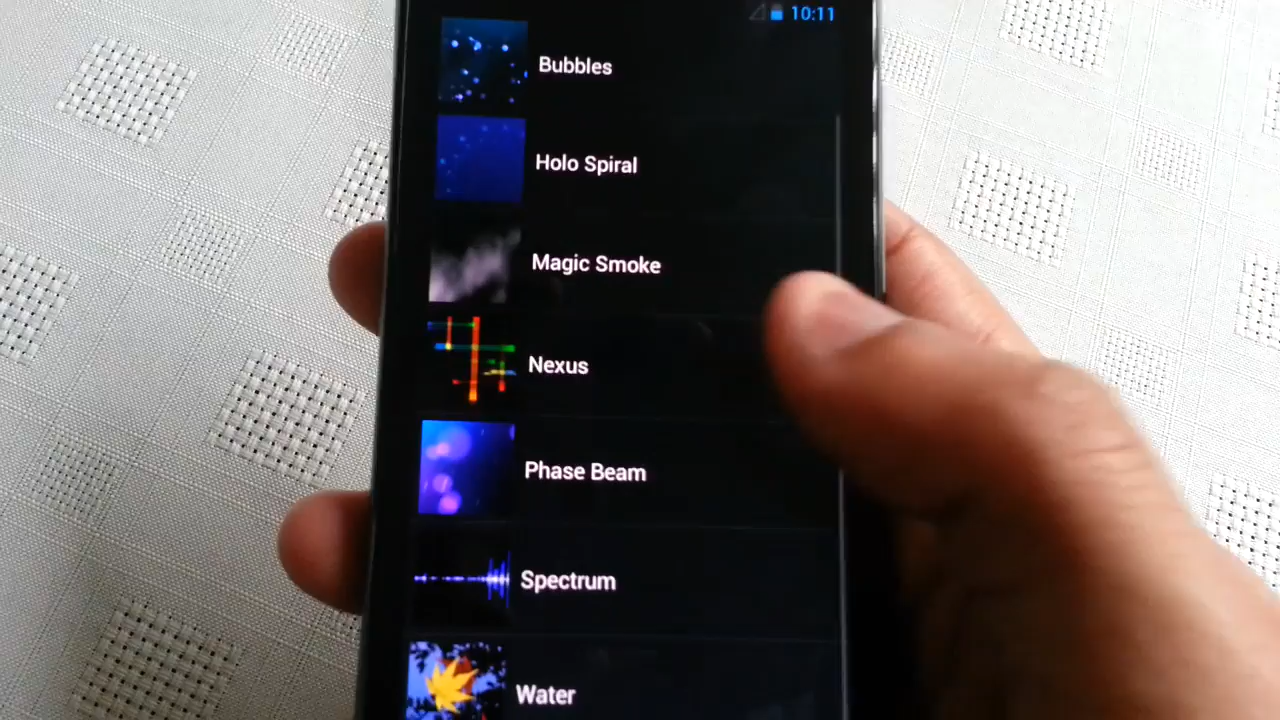 10:11
Bubbles
Holo Spiral
Magic Smoke
Nexus
Phase Beam
Spectrum
Water